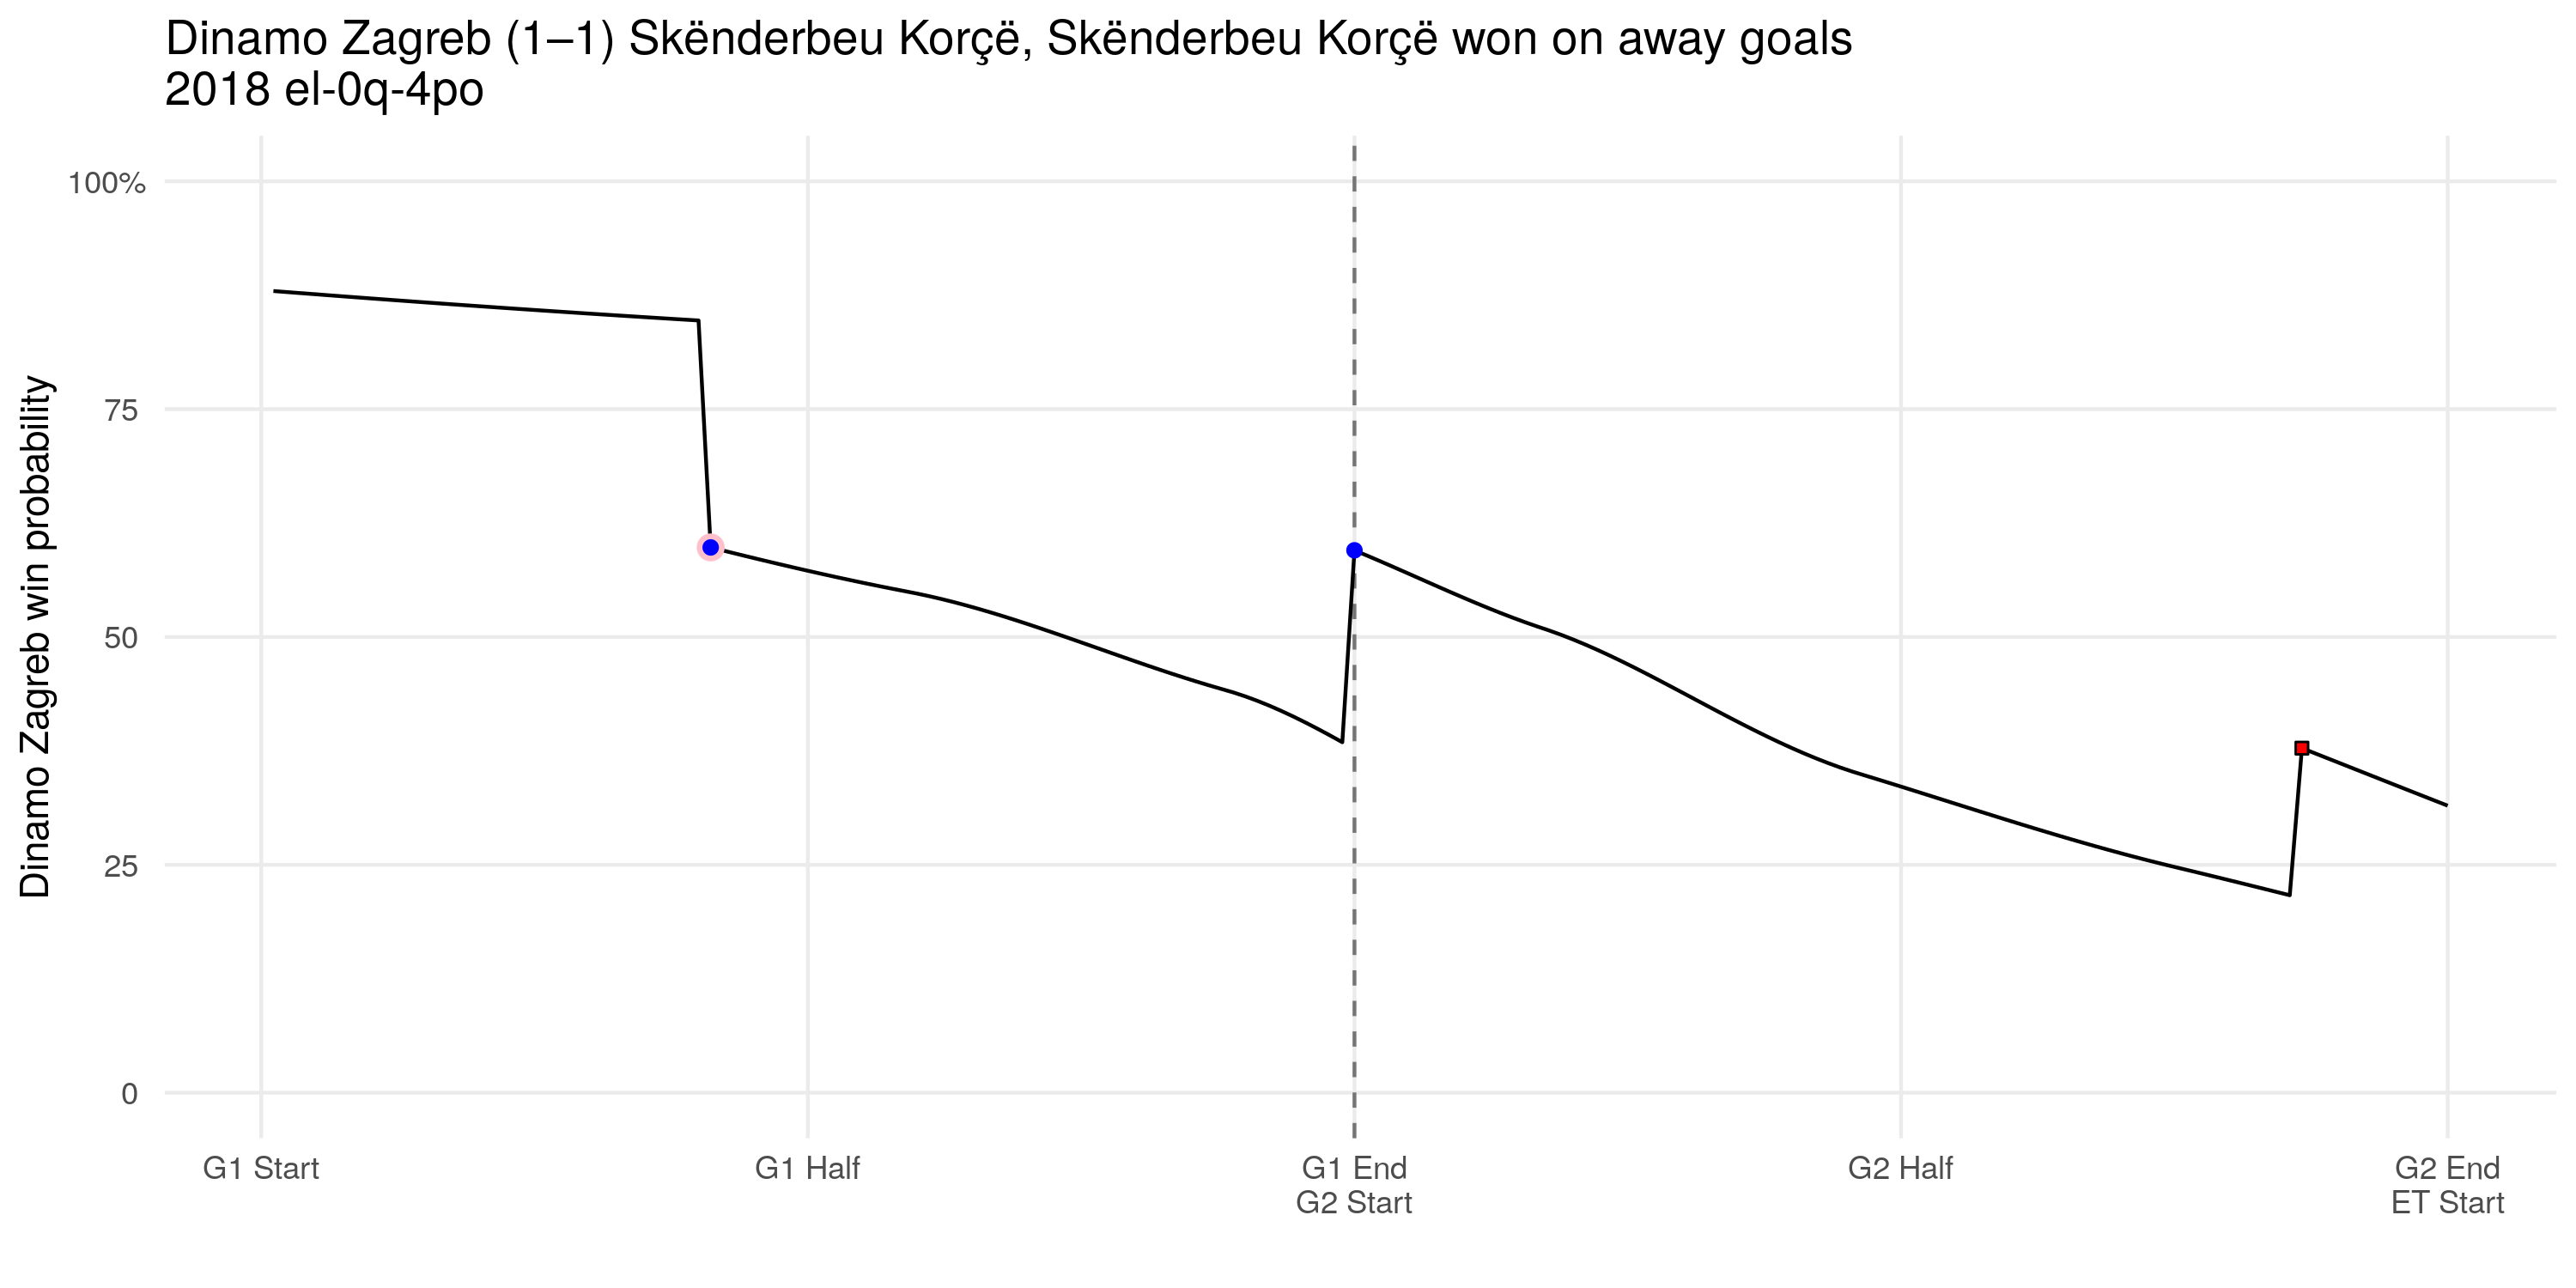 Dinamo Zagreb (1–1) Skënderbeu Korçë, Skënderbeu Korçë won on away goals
2018 el-0q-4po
Dinamo Zagreb win probability
100%
75
50
25
0
G1 Start
G1 Half
G1 End
G2 Start
G2 Half
G2 End
ET Start